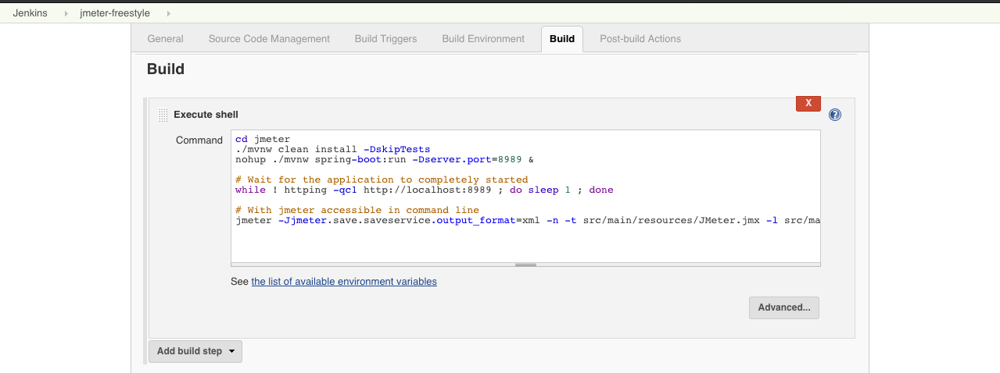 Jenkins jmeter-freestyle
General Source Code Management Build Triggers Build Environment Build Post-build Actions
Build
X
Execute shell
Command
cd jmeter
./mvnw clean install -DskipTests
nohup ./mvnw spring-boot:run -Dserver.port=8989 &
# Wait for the application to completely started
while ! httping -qc1 http://localhost:8989 ; do sleep 1 ; done
# With jmeter accessible in command line
jmeter -Jjmeter.save.saveservice.output_format=xml -n -t src/main/resources/JMeter.jmx -l src/ma
See the list of available environment variables
Advanced...
Add build step